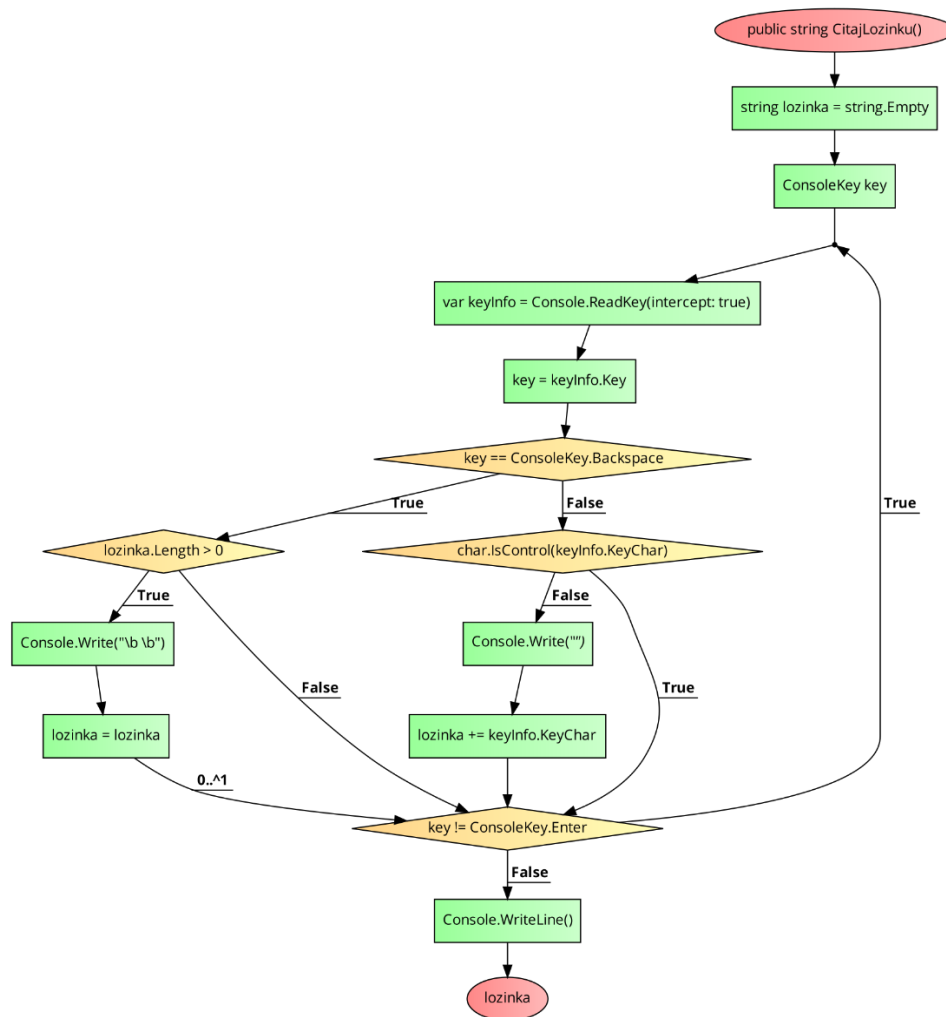 public string CitajLozinku()
string lozinka = string.Empty
ConsoleKey key
var keyInfo = Console.ReadKey(intercept: true)
key = keyInfo.Key
key == ConsoleKey.Backspace
True
False
True
lozinka.Length > 0
char.IsControl(keyInfo.KeyChar)
True
False
Console.Write("\b \b")
Console.Write("")
False
True
lozinka = lozinka
lozinka += keyInfo.KeyChar
0..^1
key != ConsoleKey.Enter
False
Console.WriteLine()
lozinka